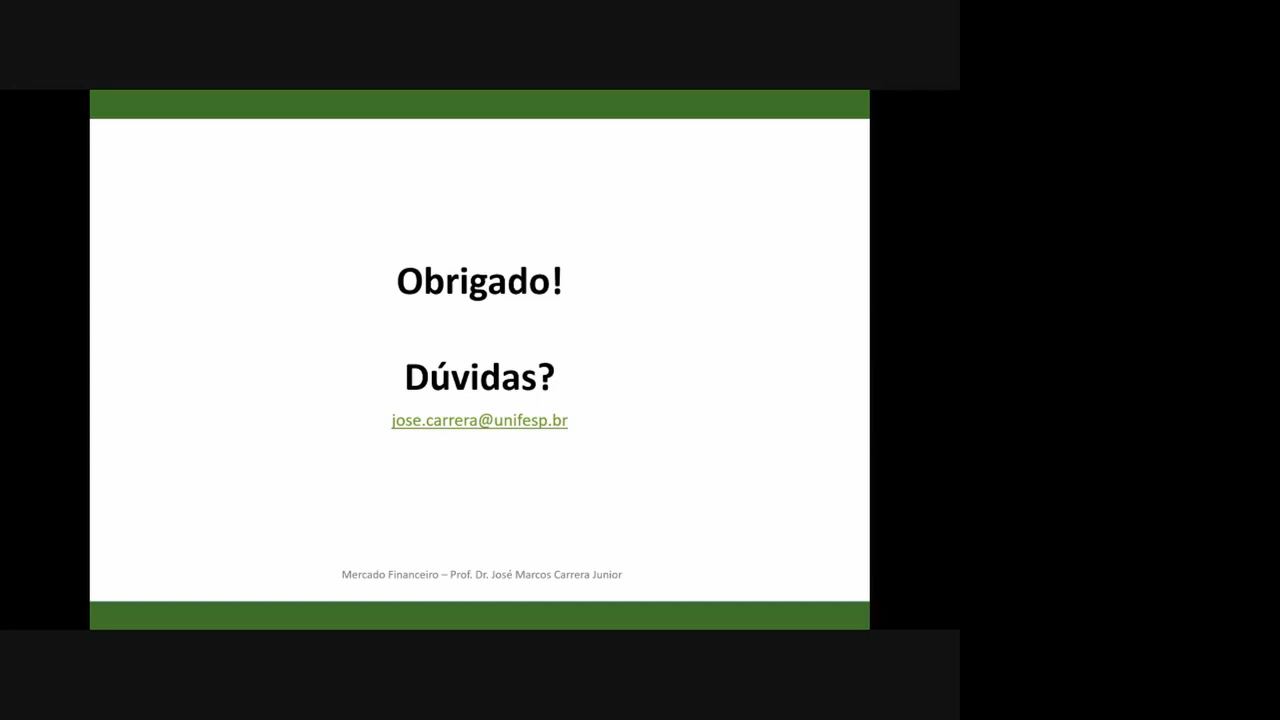 Obrigado!
Dúvidas?
jose.carrera@unifesp.br
Mercado Financeiro – Prof. Dr. José Marcos Carrera Junior